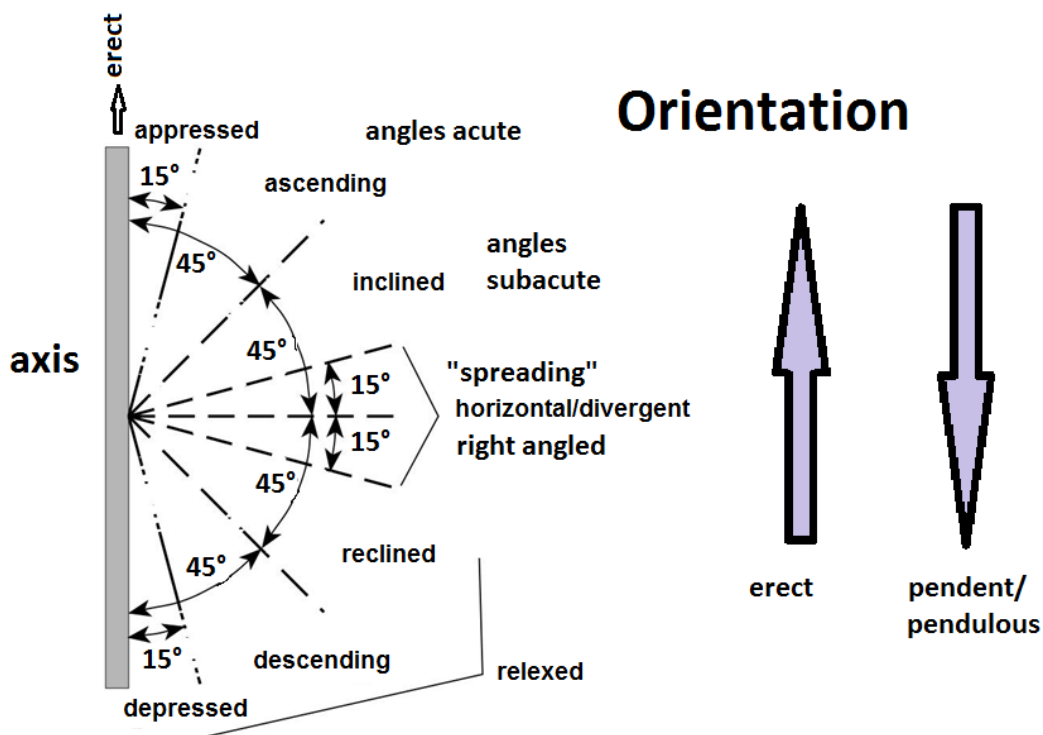 erect
Orientation
appressed
angles acute
15°
ascending
45°
angles
subacute
inclined
axis
45°
15°
"spreading"
horizontal/divergent
right angled
15°
45°
reclined
45°
erect
pendent/
pendulous
15°
descending
relexed
depressed